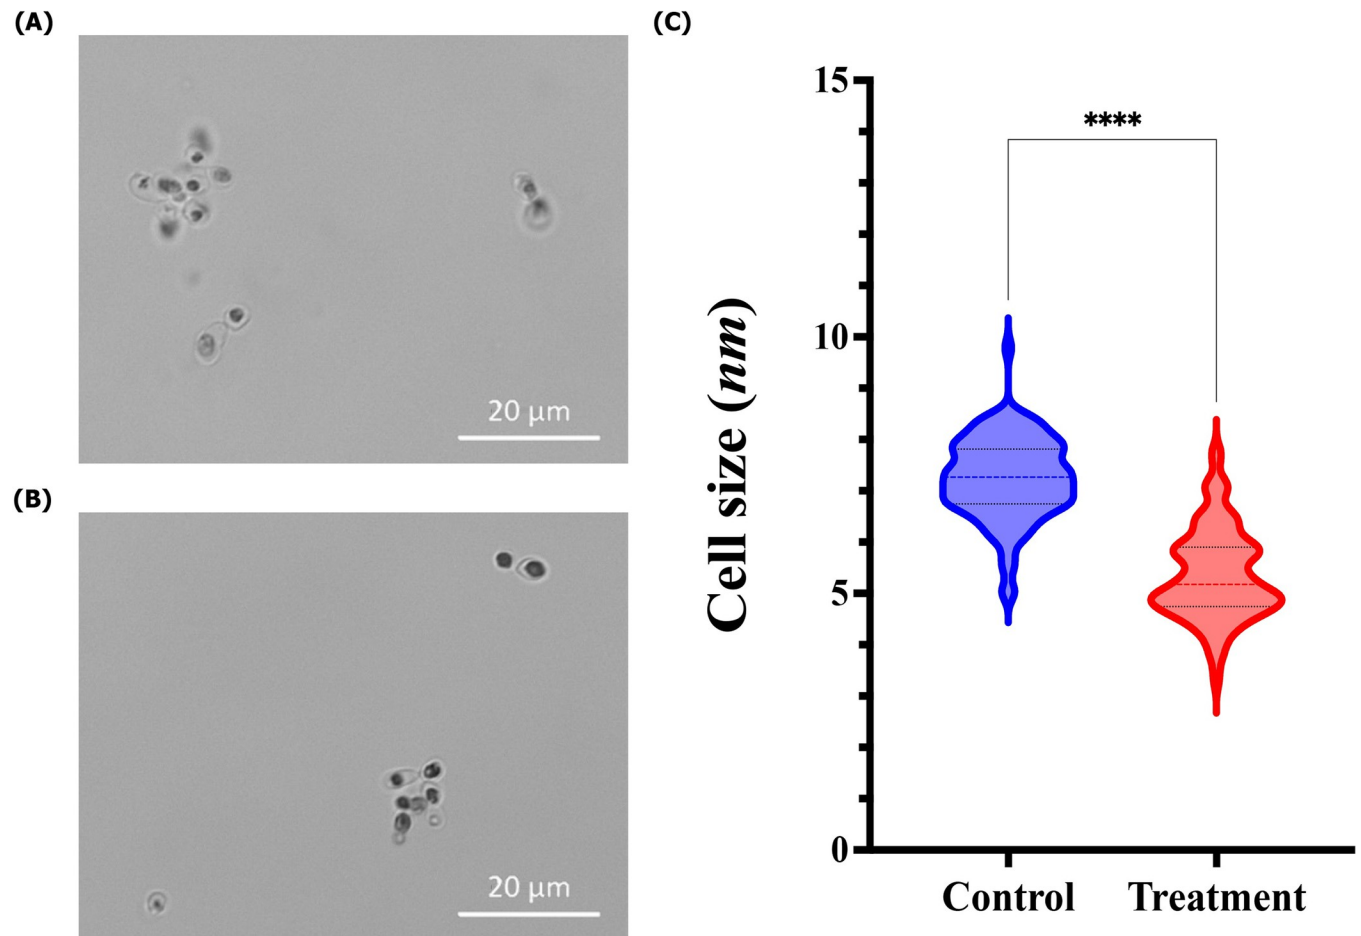 (A)
20 μm
(B)
20 μm
(C)
15
10
5
0
Cell size (nm)
****
Control
Treatment